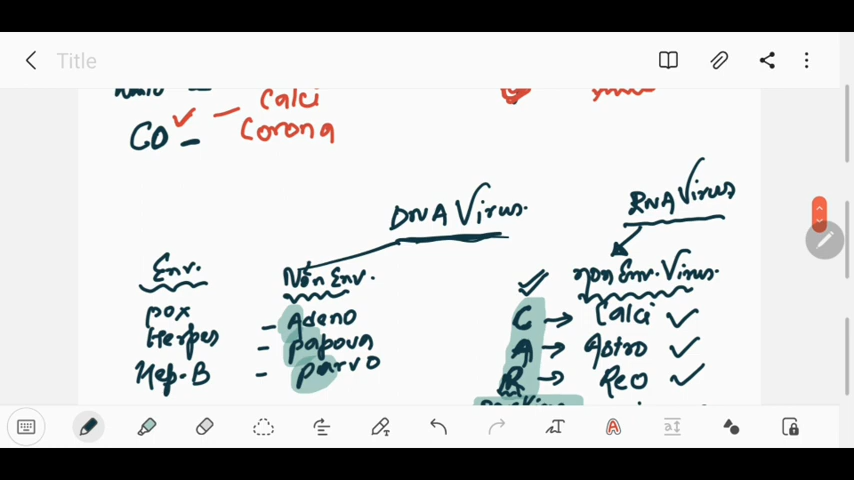 Title
Calci
CO – Corona
DNA Virus.
RNA Virus
Env.
Non Env.
non Env. Virus.
pox
Adeno
C → Calci
Herpes
papova
A → Astro
Hep. B
parvo
R → Reo